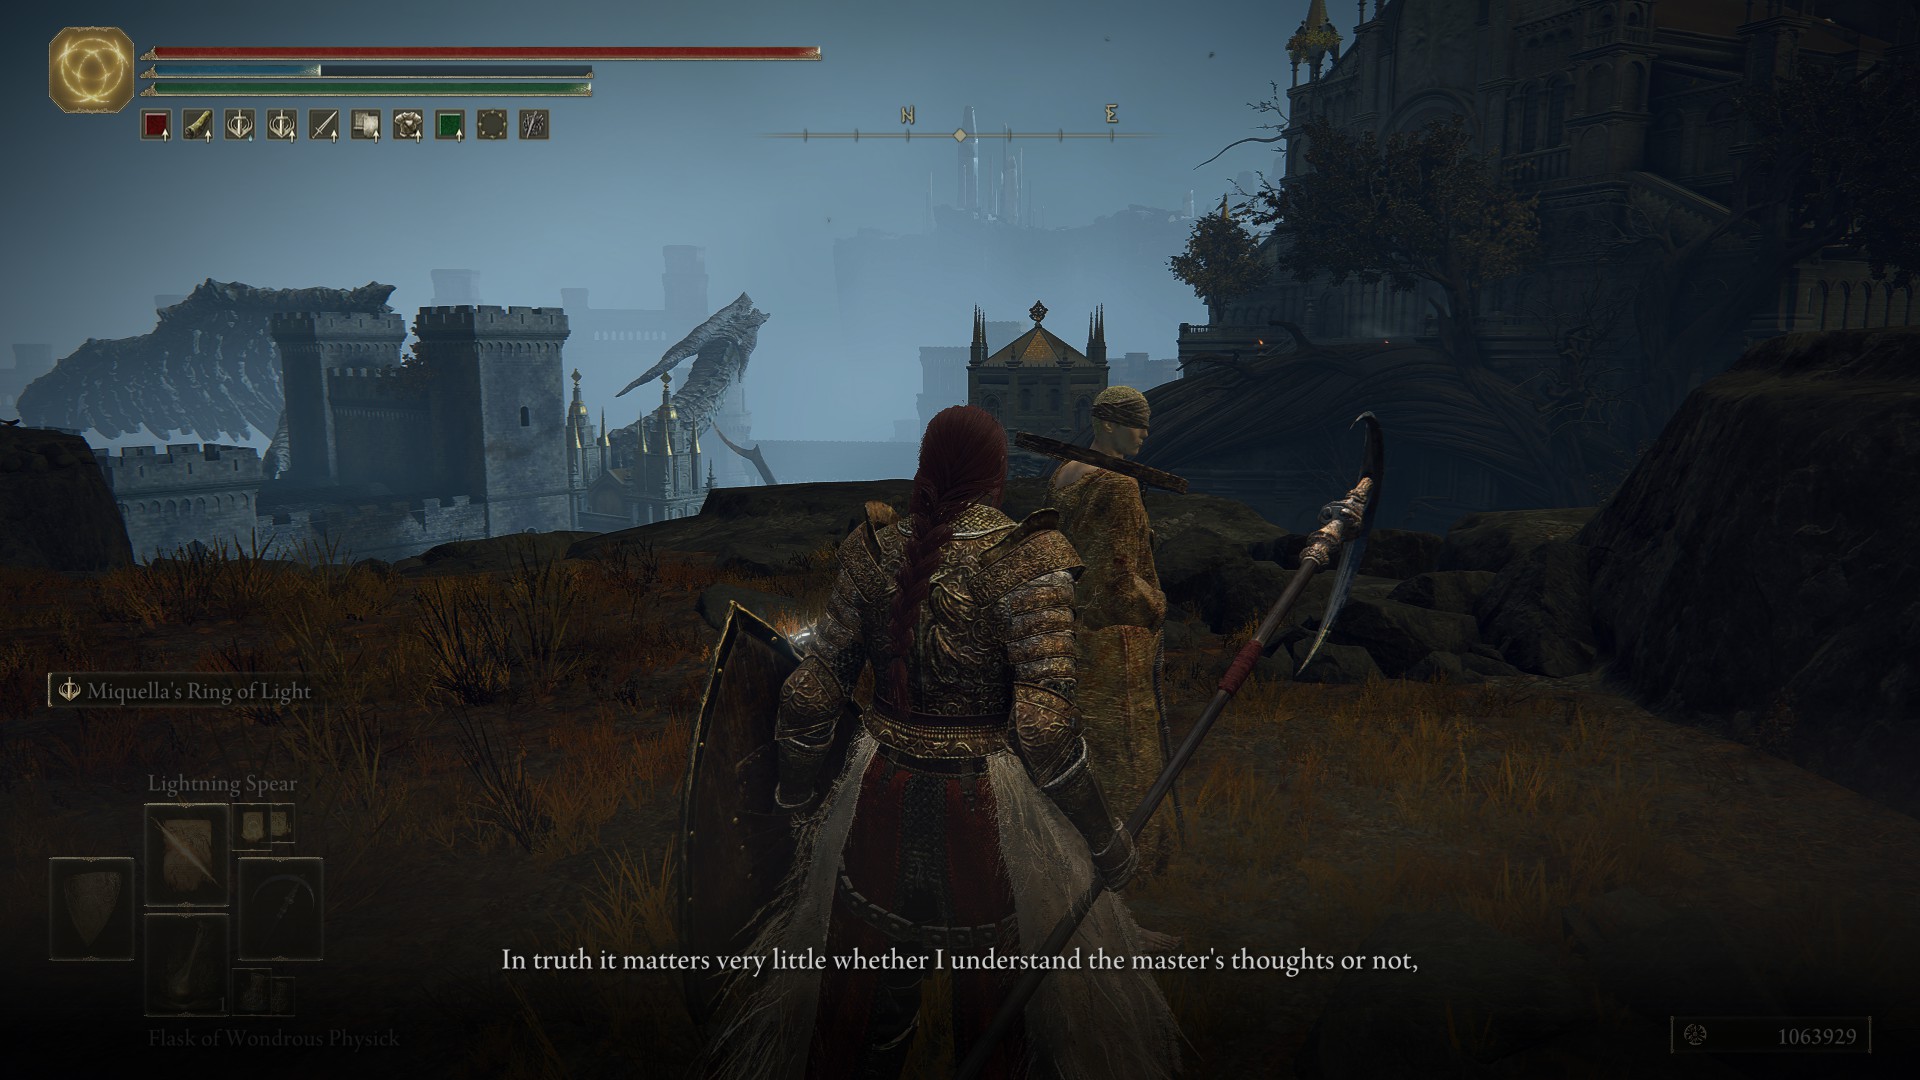 N
E
Miquella's Ring of Light
Lightning Spear
In truth it matters very little whether I understand the master's thoughts or not,
1
Flask of Wondrous Physick
1063929